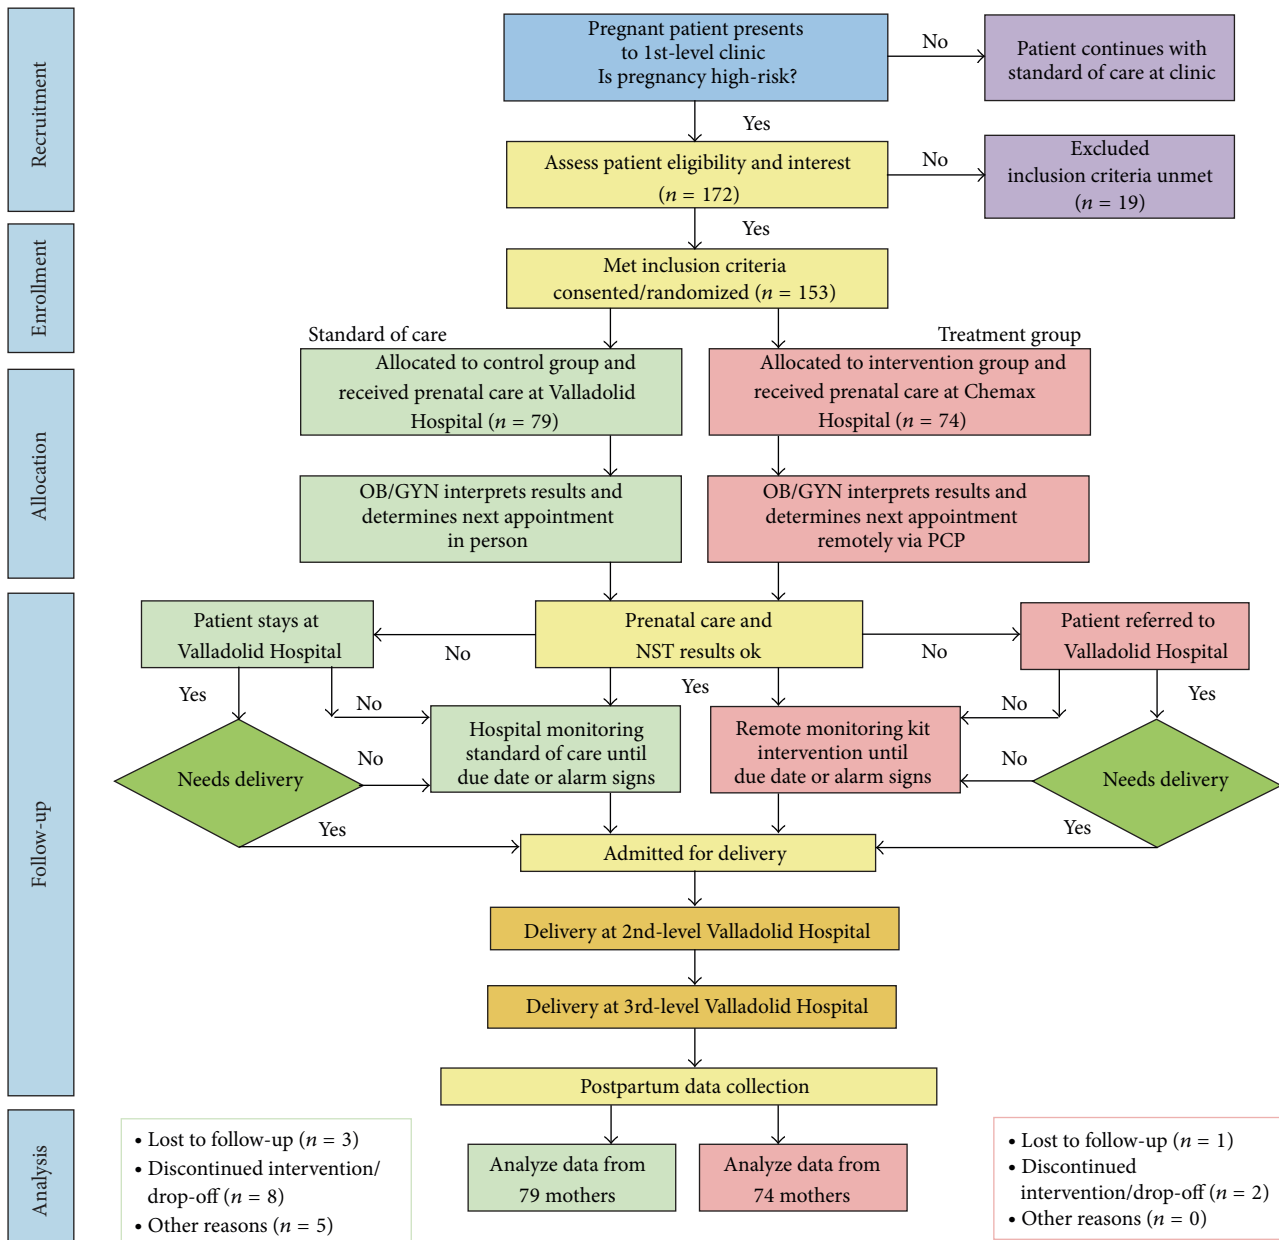 Recruitment
Pregnant patient presents
to 1st-level clinic
Is pregnancy high-risk?
No
Patient continues with
standard of care at clinic
Yes
Assess patient eligibility and interest
(n = 172)
No
Excluded
inclusion criteria unmet
(n = 19)
Yes
Enrollment
Met inclusion criteria
consented/randomized (n = 153)
Standard of care
Treatment group
Allocation
Allocated to control group and
received prenatal care at Valladolid
Hospital (n = 79)
Allocated to intervention group and
received prenatal care at Chemax
Hospital (n = 74)
OB/GYN interprets results and
determines next appointment
in person
OB/GYN interprets results and
determines next appointment
remotely via PCP
Follow-up
Patient stays at
Valladolid Hospital
No
Prenatal care and
NST results ok
No
Patient referred to
Valladolid Hospital
Yes
No
Yes
No
Yes
Hospital monitoring
standard of care until
due date or alarm signs
Remote monitoring kit
intervention until
due date or alarm signs
Needs delivery
No
No
Needs delivery
Yes
Yes
Admitted for delivery
Delivery at 2nd-level Valladolid Hospital
Delivery at 3rd-level Valladolid Hospital
Postpartum data collection
Analysis
• Lost to follow-up (n = 3)
• Discontinued intervention/
drop-off (n = 8)
• Other reasons (n = 5)
Analyze data from
79 mothers
Analyze data from
74 mothers
• Lost to follow-up (n = 1)
• Discontinued
intervention/drop-off (n = 2)
• Other reasons (n = 0)